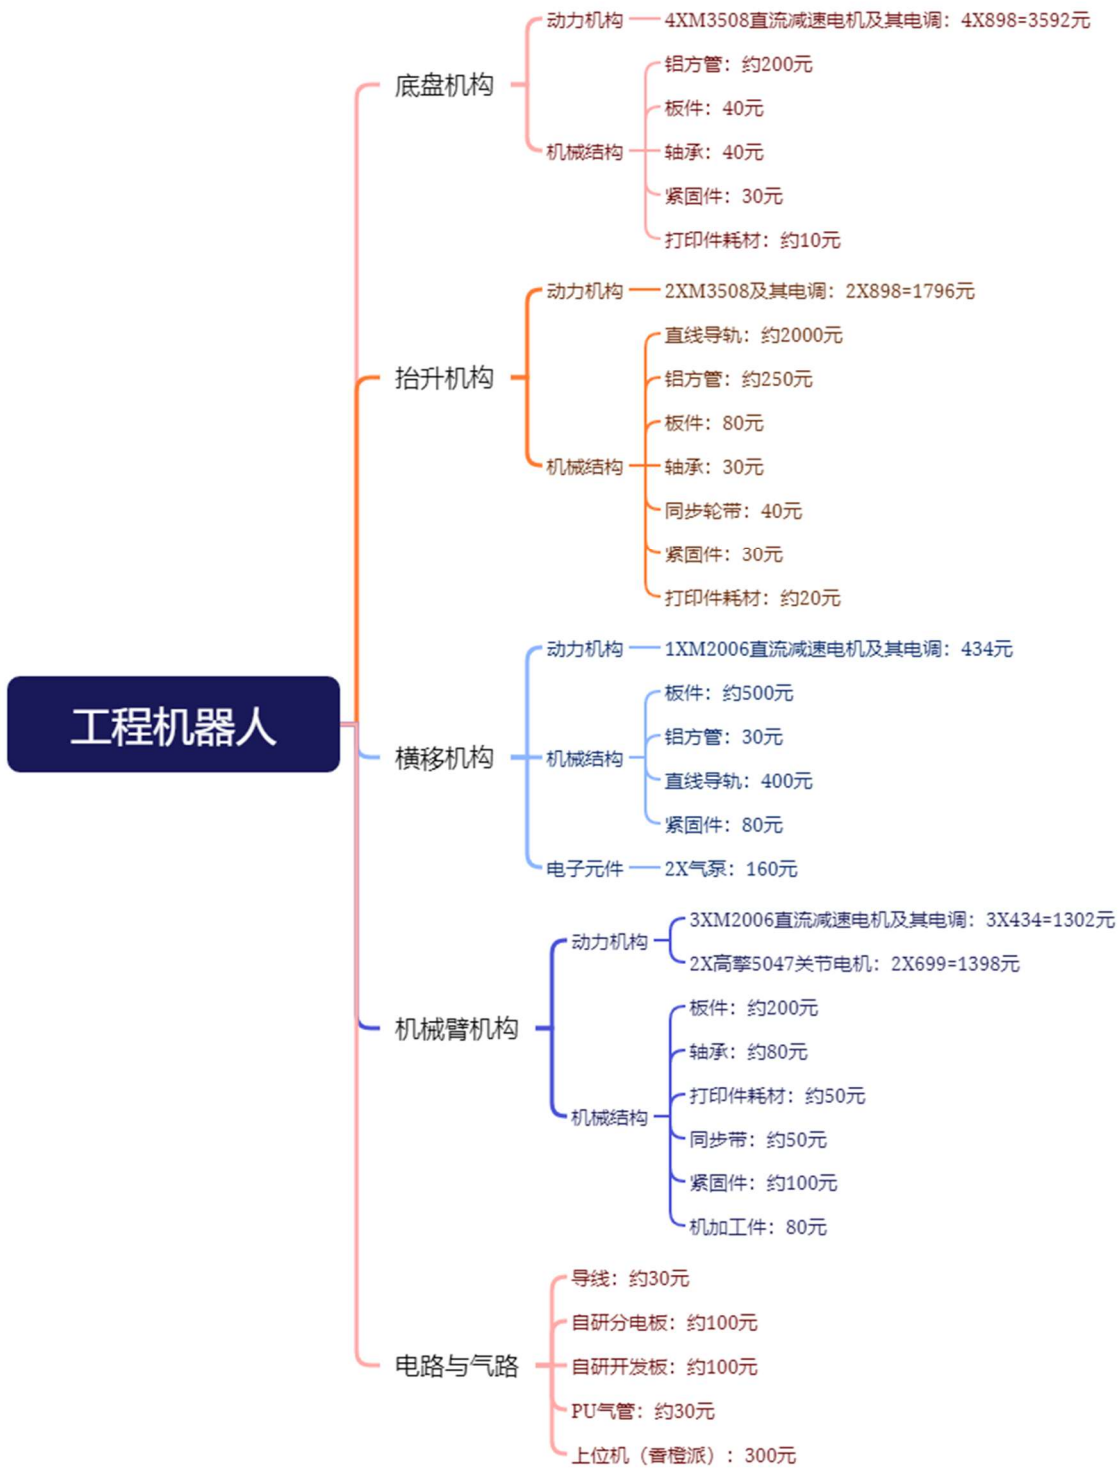 工程机器人
底盘机构
动力机构
4XM3508直流减速电机及其电调：4X898=3592元
机械结构
铝方管：约200元
板件：40元
轴承：40元
紧固件：30元
打印件耗材：约10元
抬升机构
动力机构
2XM3508及其电调：2X898=1796元
机械结构
直线导轨：约2000元
铝方管：约250元
板件：80元
轴承：30元
同步轮带：40元
紧固件：30元
打印件耗材：约20元
横移机构
动力机构
1XM2006直流减速电机及其电调：434元
机械结构
板件：约500元
铝方管：30元
直线导轨：400元
紧固件：80元
电子元件
2X气泵：160元
机械臂机构
动力机构
3XM2006直流减速电机及其电调：3X434=1302元
2X高擎5047关节电机：2X699=1398元
机械结构
板件：约200元
轴承：约80元
打印件耗材：约50元
同步带：约50元
紧固件：约100元
机加工件：80元
电路与气路
导线：约30元
自研分电板：约100元
自研开发板：约100元
PU气管：约30元
上位机（香橙派）：300元